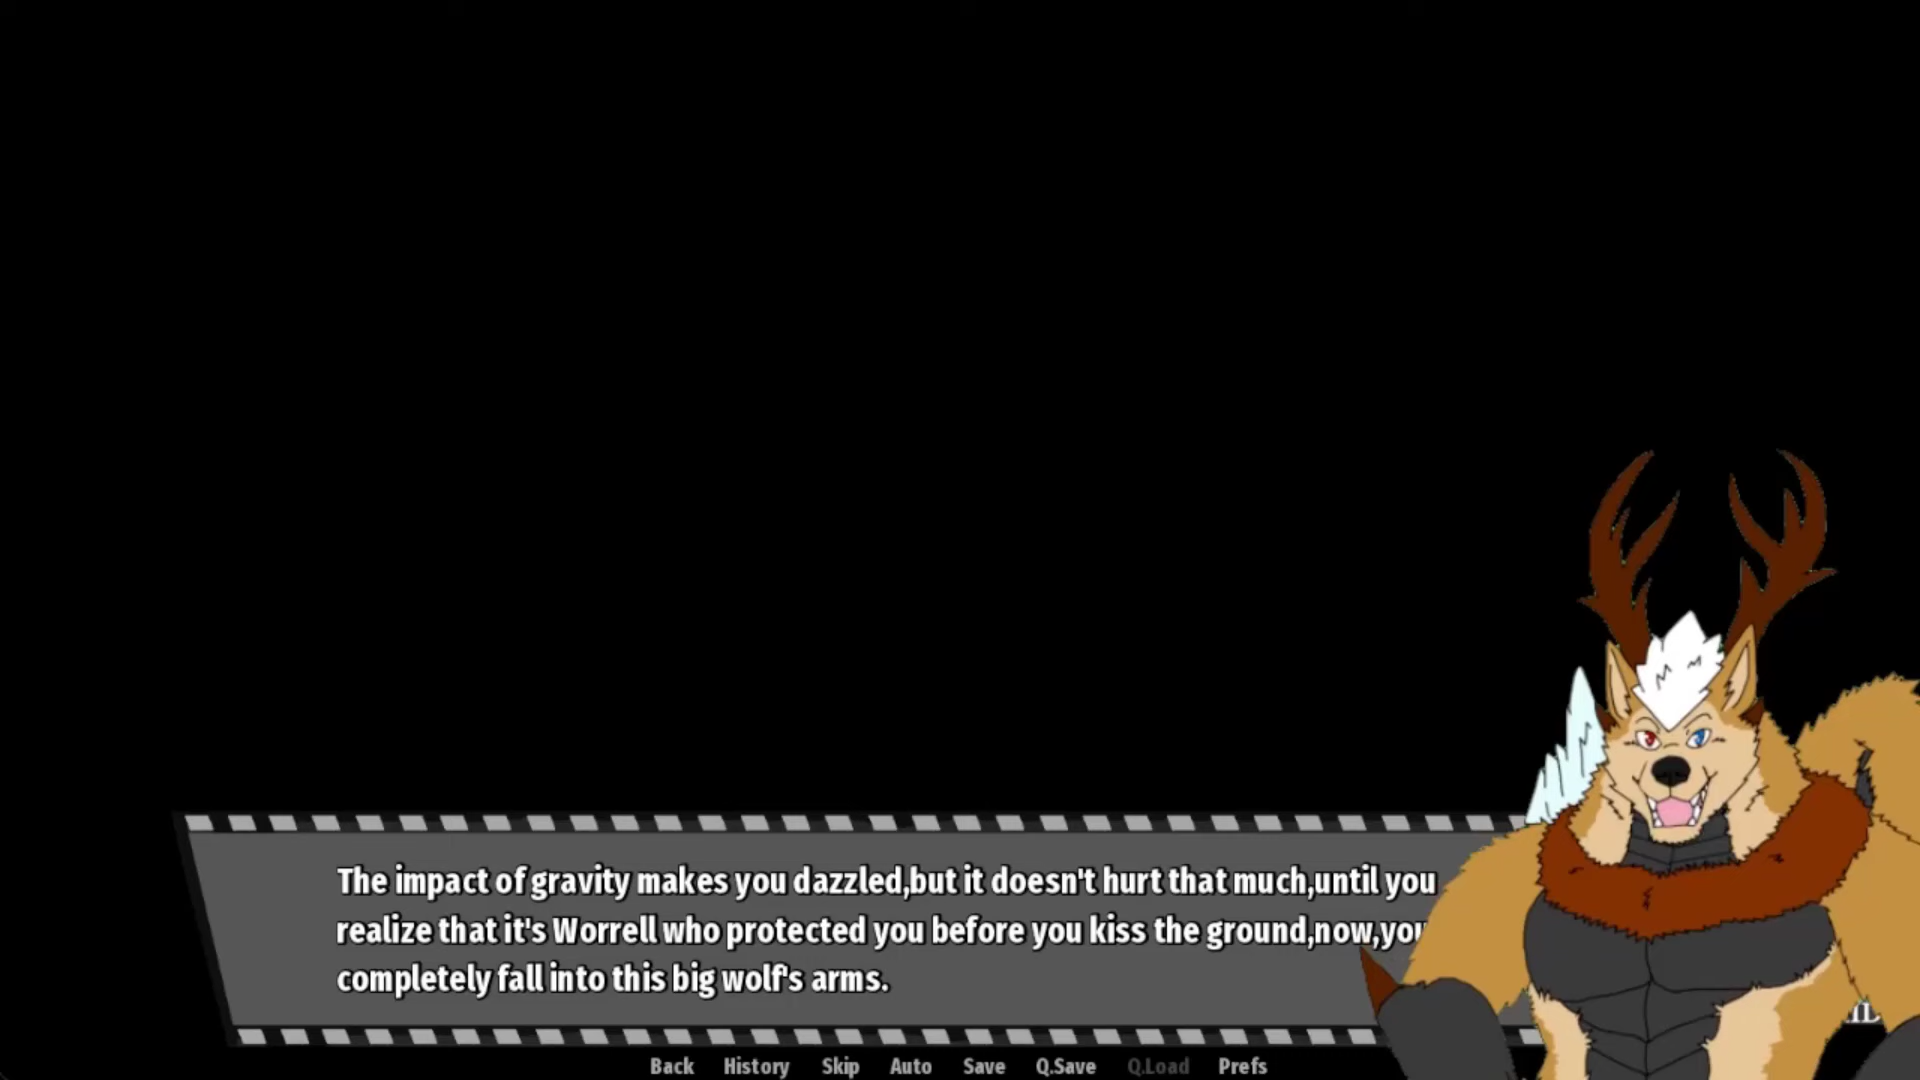 The impact of gravity makes you dazzled,but it doesn't hurt that much,until you
realize that it's Worrell who protected you before you kiss the ground,now,you
completely fall into this big wolf's arms.
Back History Skip Auto Save Q.Save Q.Load Prefs